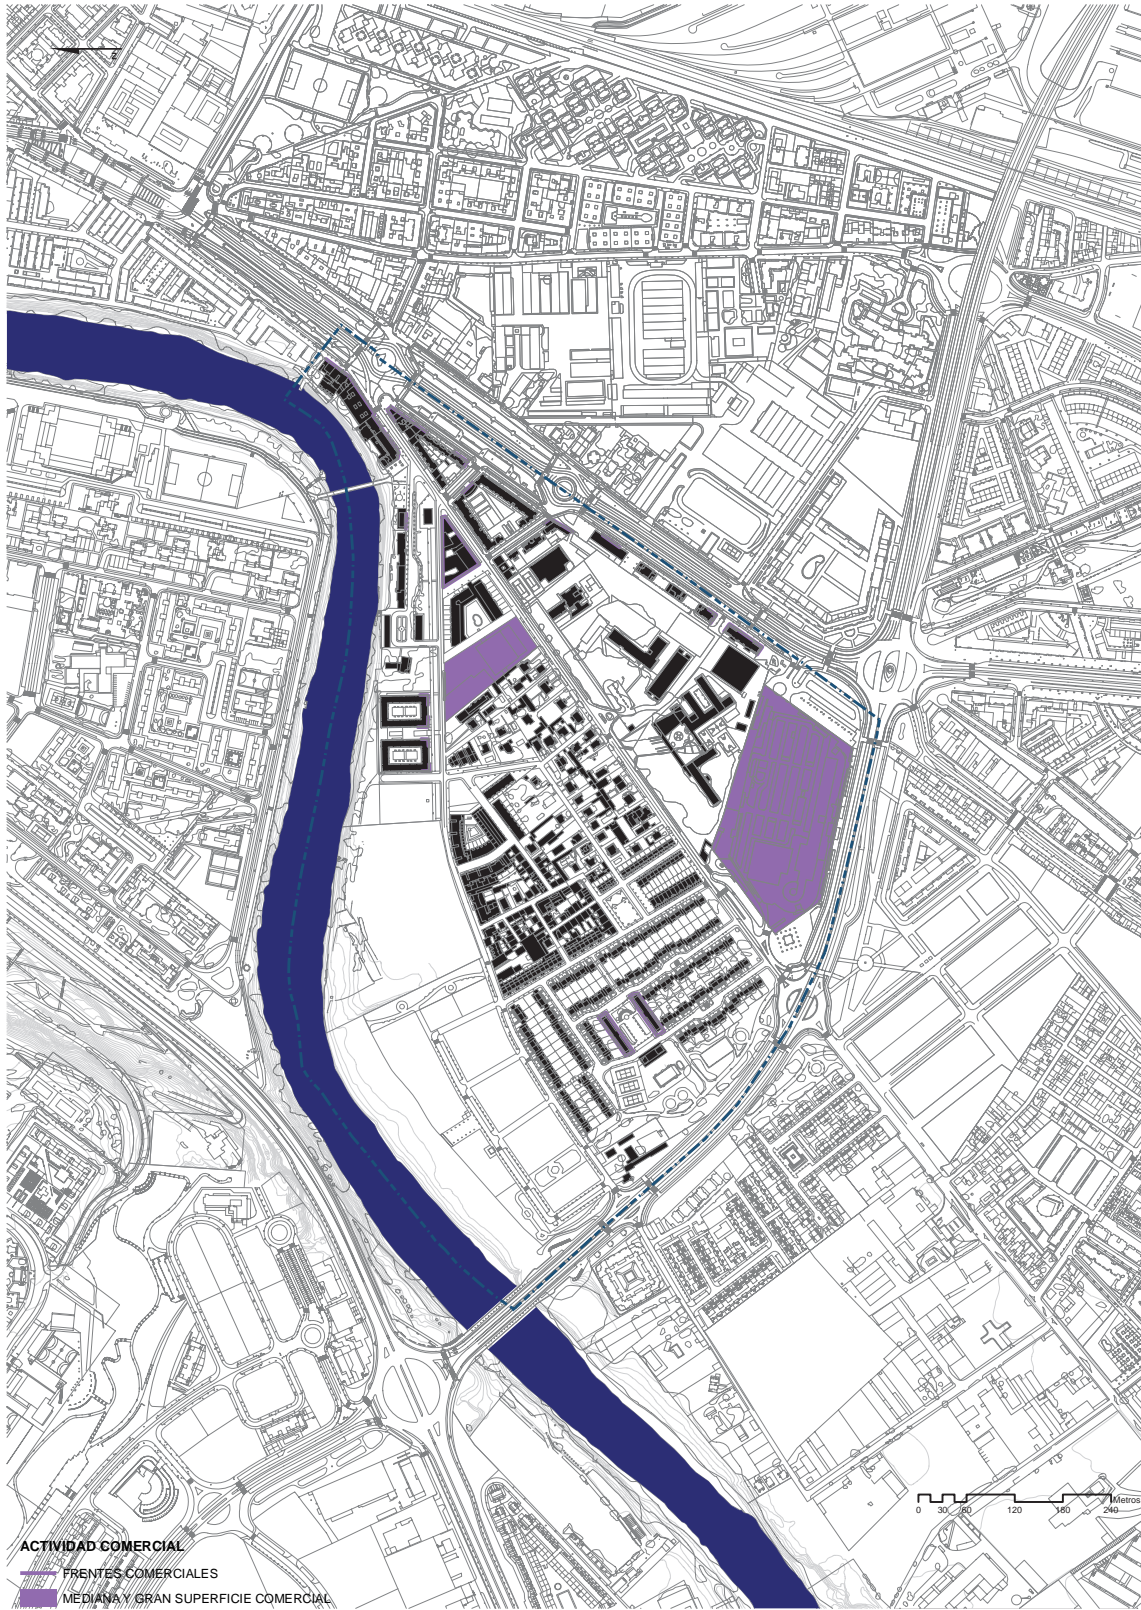 N
0 30 60 120 180 240 Metros
ACTIVIDAD COMERCIAL
FRENTES COMERCIALES
MEDIANA Y GRAN SUPERFICIE COMERCIAL